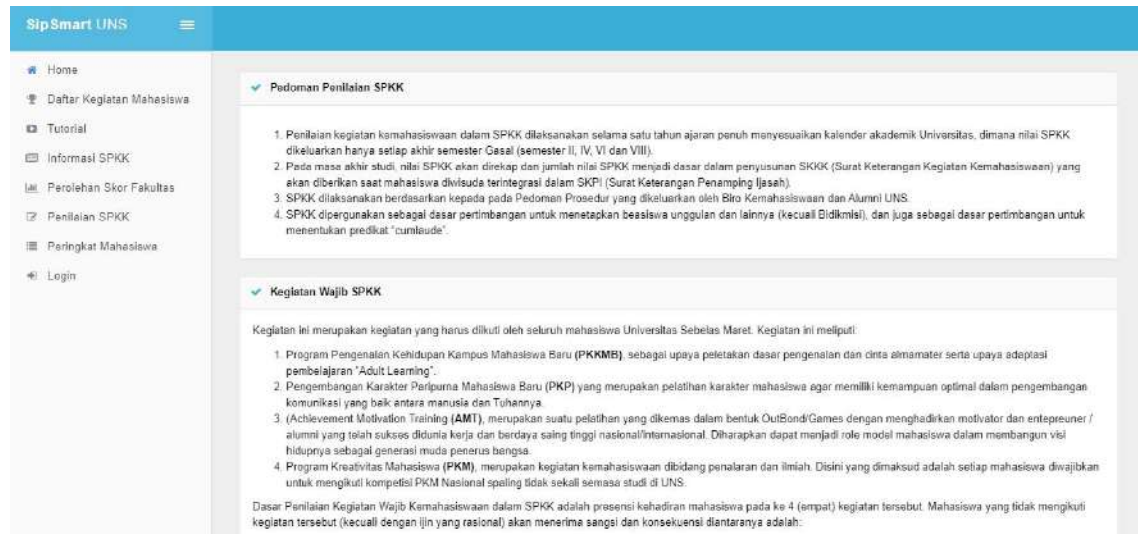 SipSmart UNS
Home
Daftar Kegiatan Mahasiswa
Tutorial
Informasi SPKK
Perolehan Skor Fakultas
Penilaian SPKK
Peringkat Mahasiswa
Login
Pedoman Penilaian SPKK
1. Penilaian kegiatan kemahasiswaan dalam SPKK dilaksanakan selama satu tahun ajaran penuh menyesuaikan kalender akademik Universitas, dimana nilai SPKK
dikeluarkan hanya setiap akhir semester Gasal (semester II, IV, VI dan VIII).
2. Pada masa akhir studi, nilai SPKK akan direkap dan jumlah nilai SPKK menjadi dasar dalam penyusunan SKKK (Surat Keterangan Kegiatan Kemahasiswaan) yang
akan diberikan saat mahasiswa diwisuda terintegrasi dalam SKPI (Surat Keterangan Penamping Ijasah).
3. SPKK dilaksanakan berdasarkan kepada pada Pedoman Prosedur yang dikeluarkan oleh Biro Kemahasiswaan dan Alumni UNS.
4. SPKK dipergunakan sebagai dasar pertimbangan untuk menetapkan beasiswa unggulan dan lainnya (kecuali Bidikmisi), dan juga sebagai dasar pertimbangan untuk
menentukan predikat "cumlaude".
Kegiatan Wajib SPKK
Kegiatan ini merupakan kegiatan yang harus diikuti oleh seluruh mahasiswa Universitas Sebelas Maret. Kegiatan ini meliputi:
1. Program Pengenalan Kehidupan Kampus Mahasiswa Baru (PKKMB), sebagai upaya peletakan dasar pengenalan dan cinta almamater serta upaya adaptasi
pembelajaran "Adult Learning".
2. Pengembangan Karakter Paripurna Mahasiswa Baru (PKP) yang merupakan pelatihan karakter mahasiswa agar memiliki kemampuan optimal dalam pengembangan
komunikasi yang baik antara manusia dan Tuhannya.
3. (Achievement Motivation Training (AMT), merupakan suatu pelatihan yang dikemas dalam bentuk OutBond/Games dengan menghadirkan motivator dan entepreuner /
alumni yang telah sukses didunia kerja dan berdaya saing tinggi nasional/internasional. Diharapkan dapat menjadi role model mahasiswa dalam membangun visi
hidupnya sebagai generasi muda penerus bangsa.
4. Program Kreativitas Mahasiswa (PKM), merupakan kegiatan kemahasiswaan dibidang penalaran dan ilmiah. Disini yang dimaksud adalah setiap mahasiswa diwajibkan
untuk mengikuti kompetisi PKM Nasional spaling tidak sekali semasa studi di UNS.
Dasar Penilaian Kegiatan Wajib Kemahasiswaan dalam SPKK adalah presensi kehadiran mahasiswa pada ke 4 (empat) kegiatan tersebut. Mahasiswa yang tidak mengikuti
kegiatan tersebut (kecuali dengan ijin yang rasional) akan menerima sangsi dan konsekuensi diantaranya adalah: